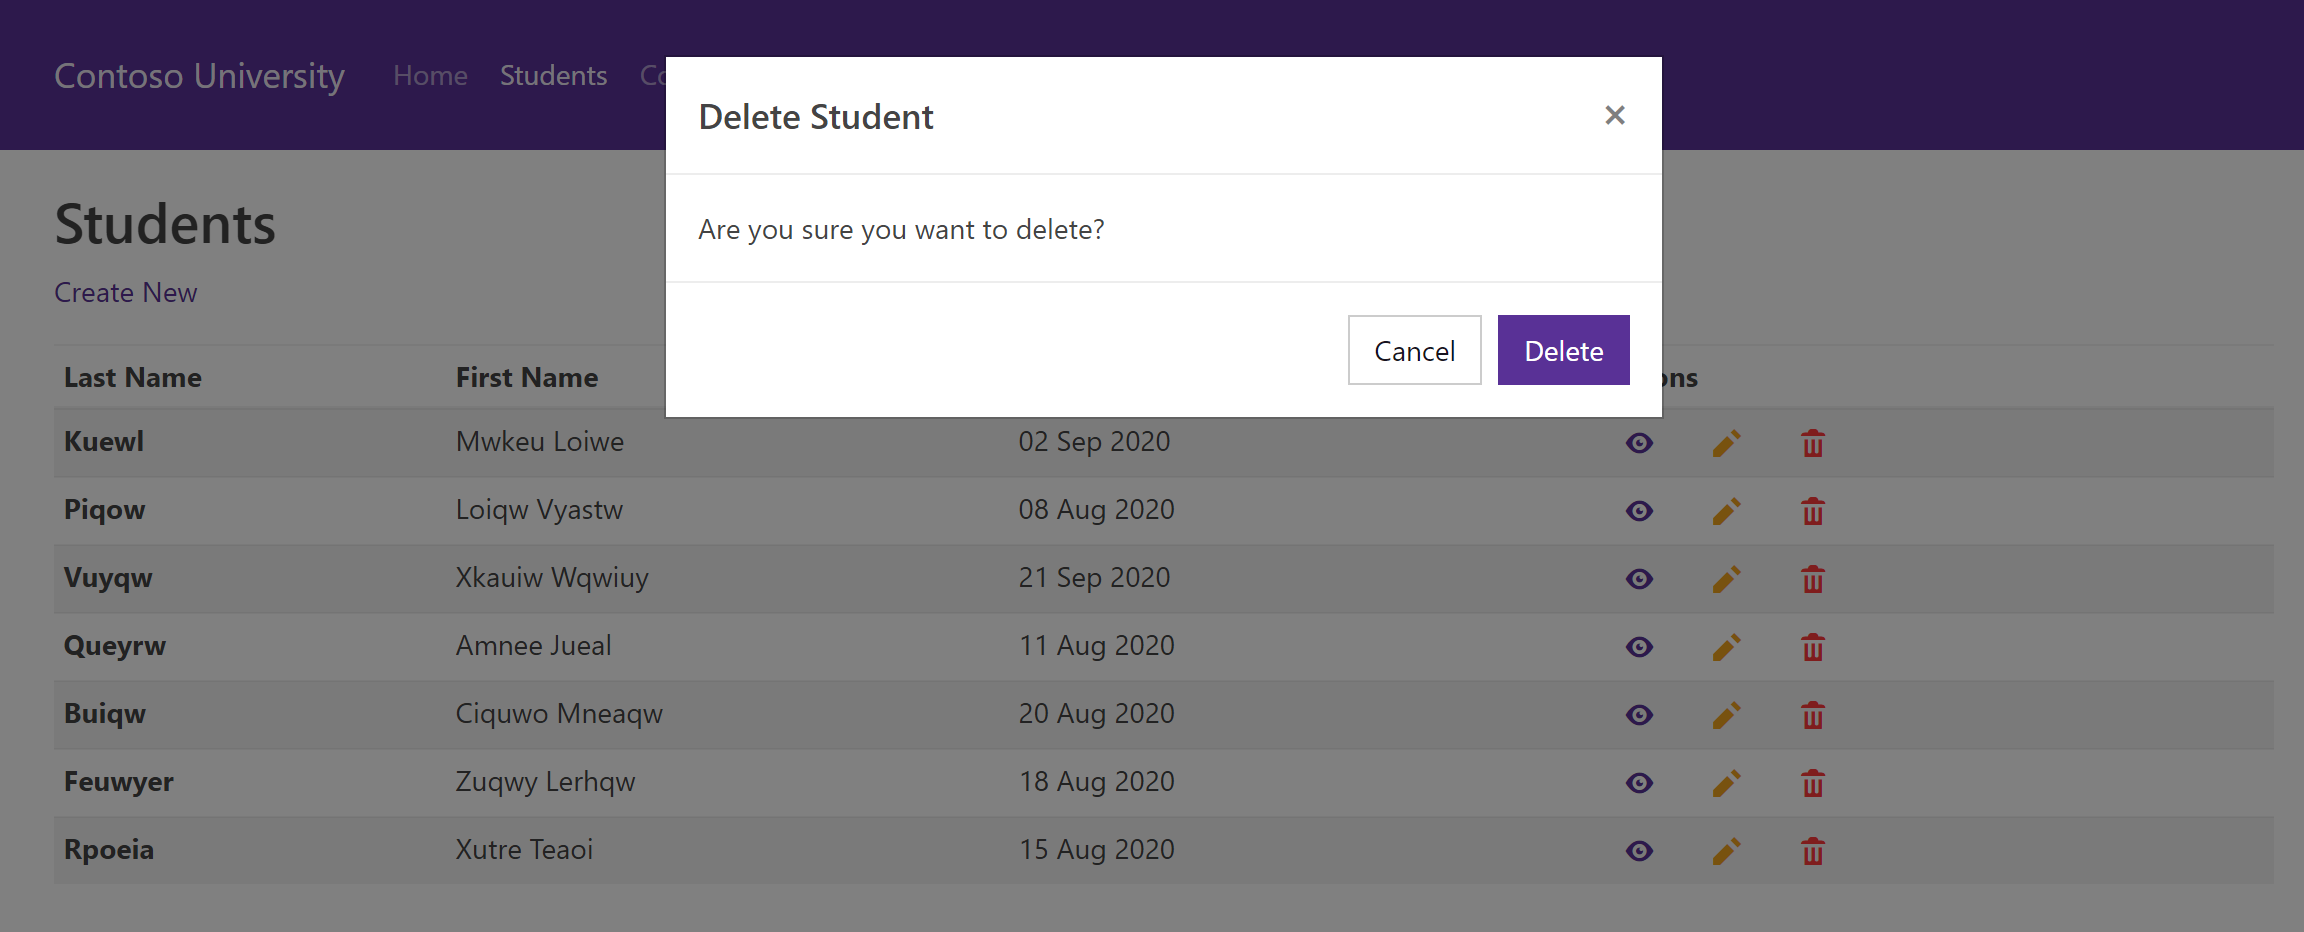 Contoso University Home Students
Delete Student
Are you sure you want to delete?
Cancel Delete
Students
Create New
Last Name First Name
Kuewl Mwkeu Loiwe 02 Sep 2020
Piqow Loiqw Vyastw 08 Aug 2020
Vuyqw Xkauiw Wqwiuy 21 Sep 2020
Queyrw Amnee Jueal 11 Aug 2020
Buiqw Ciquwo Mneaqw 20 Aug 2020
Feuwyer Zuqwy Lerhqw 18 Aug 2020
Rpoeia Xutre Teaoi 15 Aug 2020